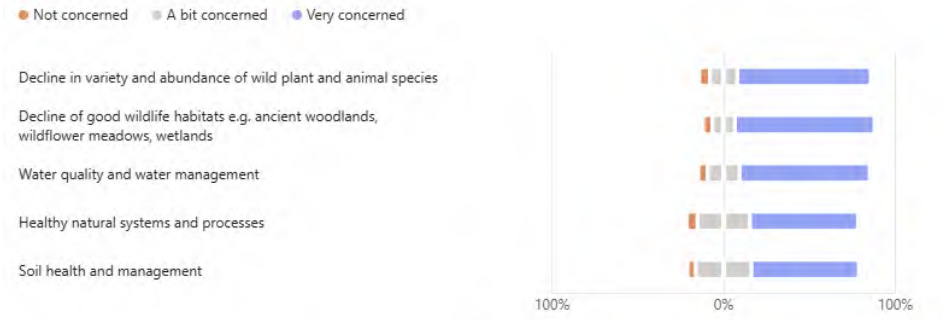 Not concerned A bit concerned Very concerned
Decline in variety and abundance of wild plant and animal species
Decline of good wildlife habitats e.g. ancient woodlands,
wildflower meadows, wetlands
Water quality and water management
Healthy natural systems and processes
Soil health and management
100% 0% 100%